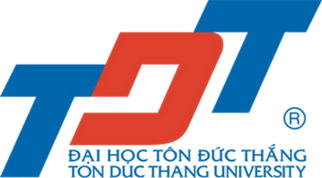 TDT
®
ĐẠI HỌC TÔN ĐỨC THẮNG
TON DUC THANG UNIVERSITY